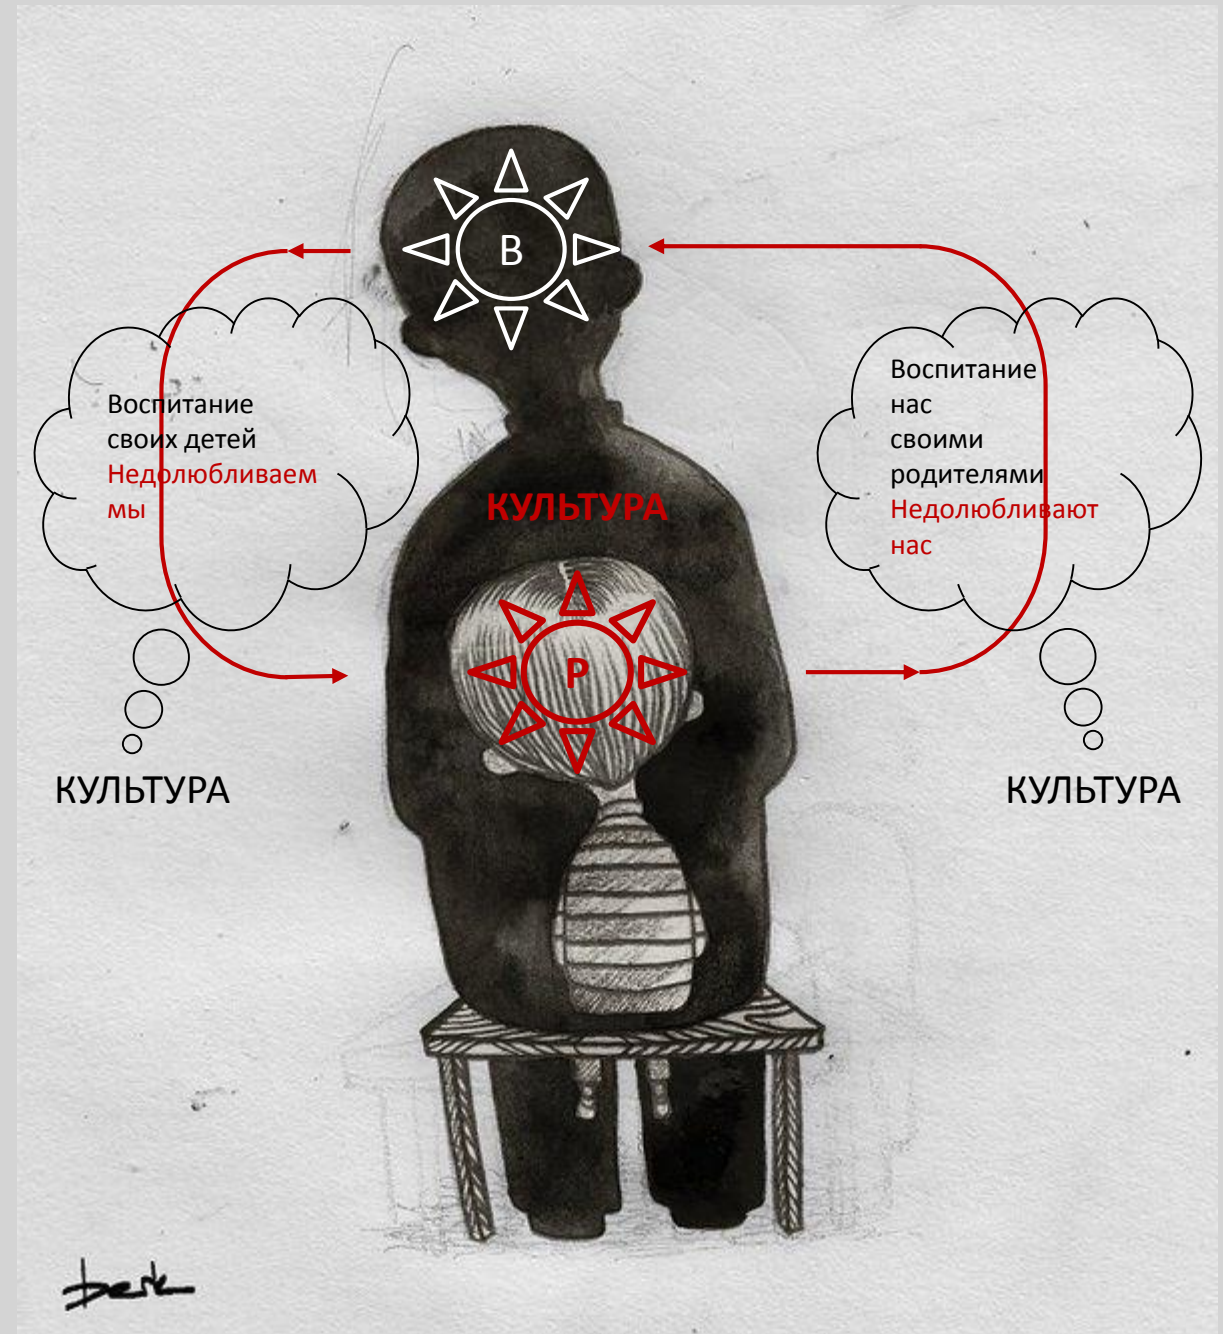 В
Воспитание
своих детей
Недолюбливаем
мы
Воспитание
нас
своими
родителями
Недолюбливают
нас
КУЛЬТУРА
Р
КУЛЬТУРА
КУЛЬТУРА